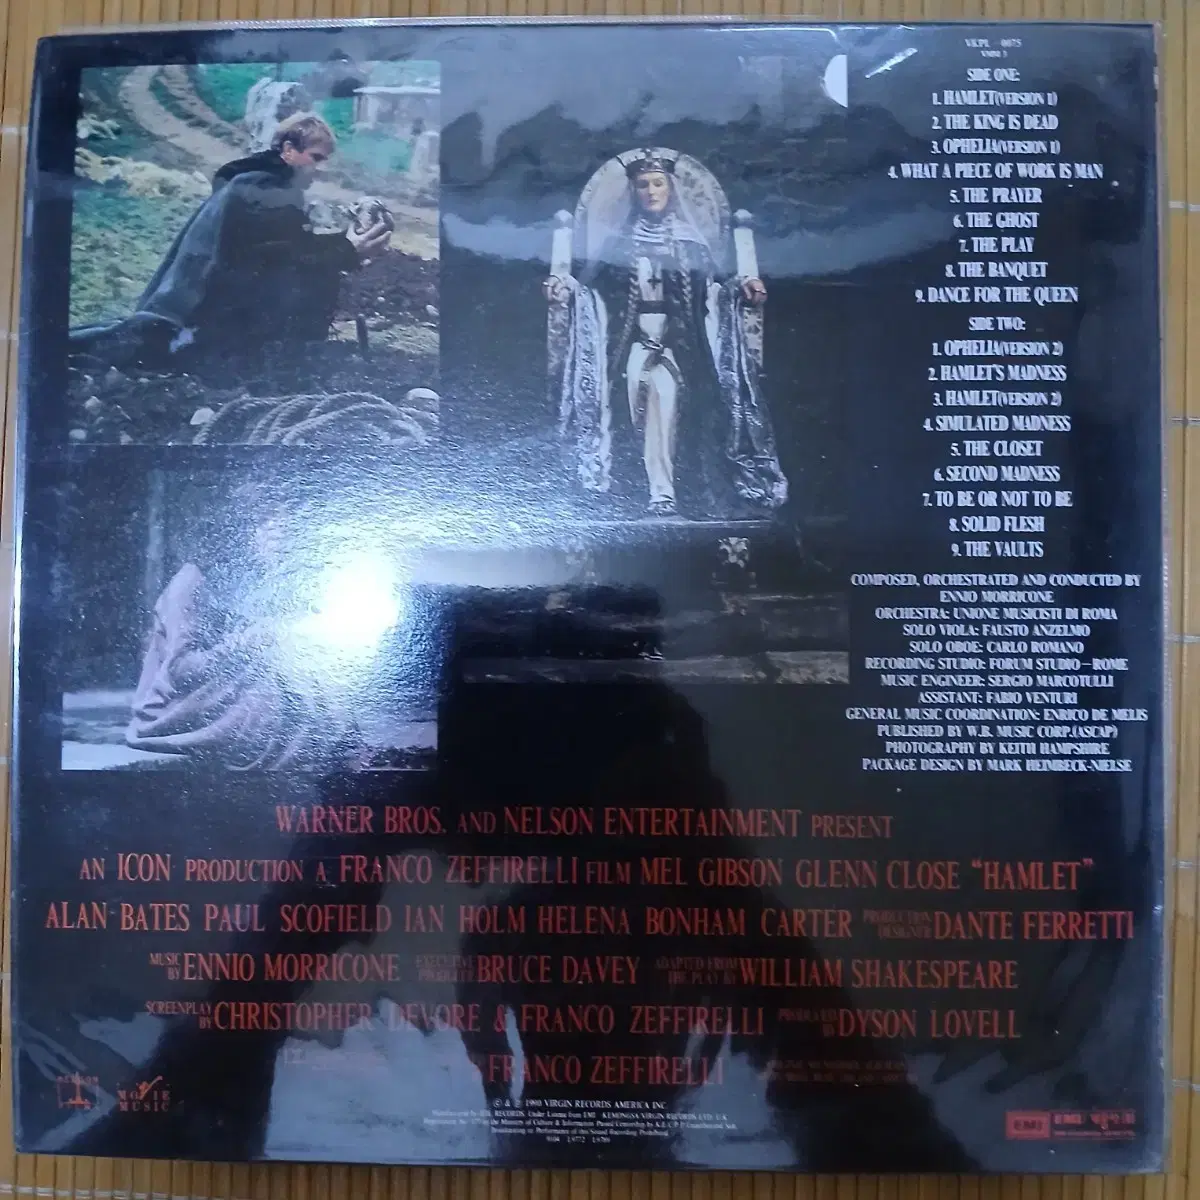 VKPL - 0075
VMM 3
SIDE ONE:
1. HAMLET(VERSION 1)
2. THE KING IS DEAD
3. OPHELIA(VERSION 1)
4. WHAT A PIECE OF WORK IS MAN
5. THE PRAYER
6. THE GHOST
7. THE PLAY
8. THE BANQUET
9. DANCE FOR THE QUEEN
SIDE TWO:
1. OPHELIA(VERSION 2)
2. HAMLET'S MADNESS
3. HAMLET(VERSION 2)
4. SIMULATED MADNESS
5. THE CLOSET
6. SECOND MADNESS
7. TO BE OR NOT TO BE
8. SOLID FLESH
9. THE VAULTS
COMPOSED, ORCHESTRATED AND CONDUCTED BY
ENNIO MORRICONE
ORCHESTRA: UNIONE MUSICISTI DI ROMA
SOLO VIOLA: FAUSTO ANZELMO
SOLO OBOE: CARLO ROMANO
RECORDING STUDIO: FORUM STUDIO-ROME
MUSIC ENGINEER: SERGIO MARCOTULLI
ASSISTANT: FABIO VENTURI
GENERAL MUSIC COORDINATION: ENRICO DE MELIS
PUBLISHED BY W.B. MUSIC CORP.(ASCAP)
PHOTOGRAPHY BY KEITH HAMPSHIRE
PACKAGE DESIGN BY MARK HEIMBECK-NIELSE
WARNER BROS. AND NELSON ENTERTAINMENT PRESENT
AN ICON PRODUCTION A FRANCO ZEFFIRELLI FILM MEL GIBSON GLENN CLOSE "HAMLET"
ALAN BATES PAUL SCOFIELD IAN HOLM HELENA BONHAM CARTER PRODUCTION DESIGNER DANTE FERRETTI
MUSIC BY ENNIO MORRICONE EXECUTIVE PRODUCER BRUCE DAVEY ADAPTED FROM THE PLAY BY WILLIAM SHAKESPEARE
SCREENPLAY BY CHRISTOPHER DEVORE & FRANCO ZEFFIRELLI PRODUCED BY DYSON LOVELL
FRANCO ZEFFIRELLI
MOVIE
MUSIC
© & ℗ 1990 VIRGIN RECORDS AMERICA INC
EMI